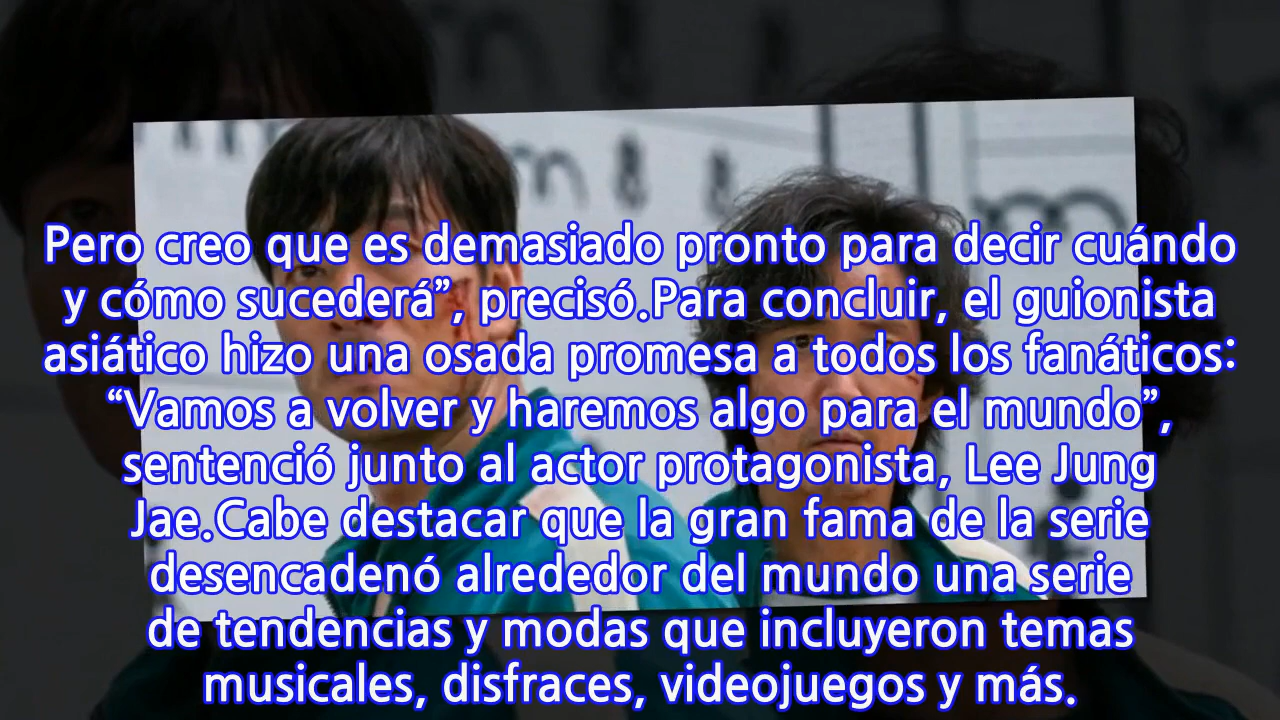 Pero creo que es demasiado pronto para decir cuándo
y cómo sucederá”, precisó.Para concluir, el guionista
asiático hizo una osada promesa a todos los fanáticos:
“Vamos a volver y haremos algo para el mundo”,
sentenció junto al actor protagonista, Lee Jung
Jae.Cabe destacar que la gran fama de la serie
desencadenó alrededor del mundo una serie
de tendencias y modas que incluyeron temas
musicales, disfraces, videojuegos y más.